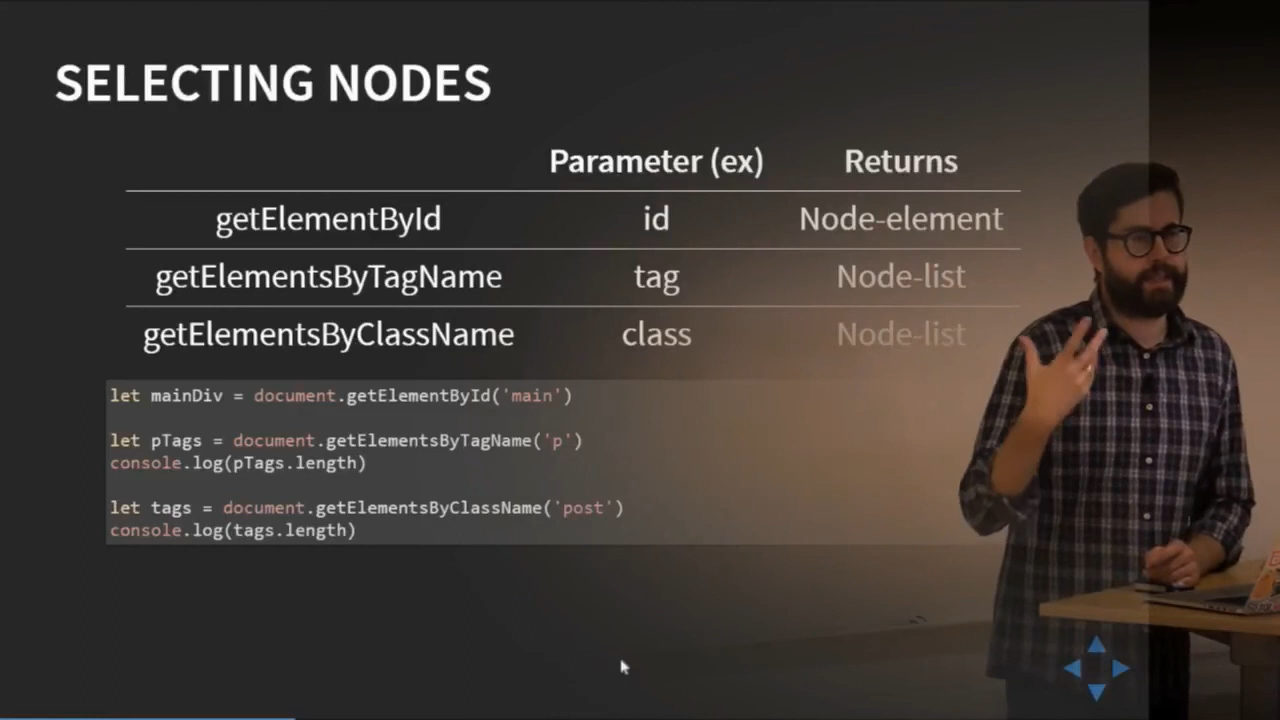 SELECTING NODES
Parameter (ex) Returns
getElementById id Node-element
getElementsByTagName tag Node-list
getElementsByClassName class Node-list
let mainDiv = document.getElementById('main')
let pTags = document.getElementsByTagName('p')
console.log(pTags.length)
let tags = document.getElementsByClassName('post')
console.log(tags.length)